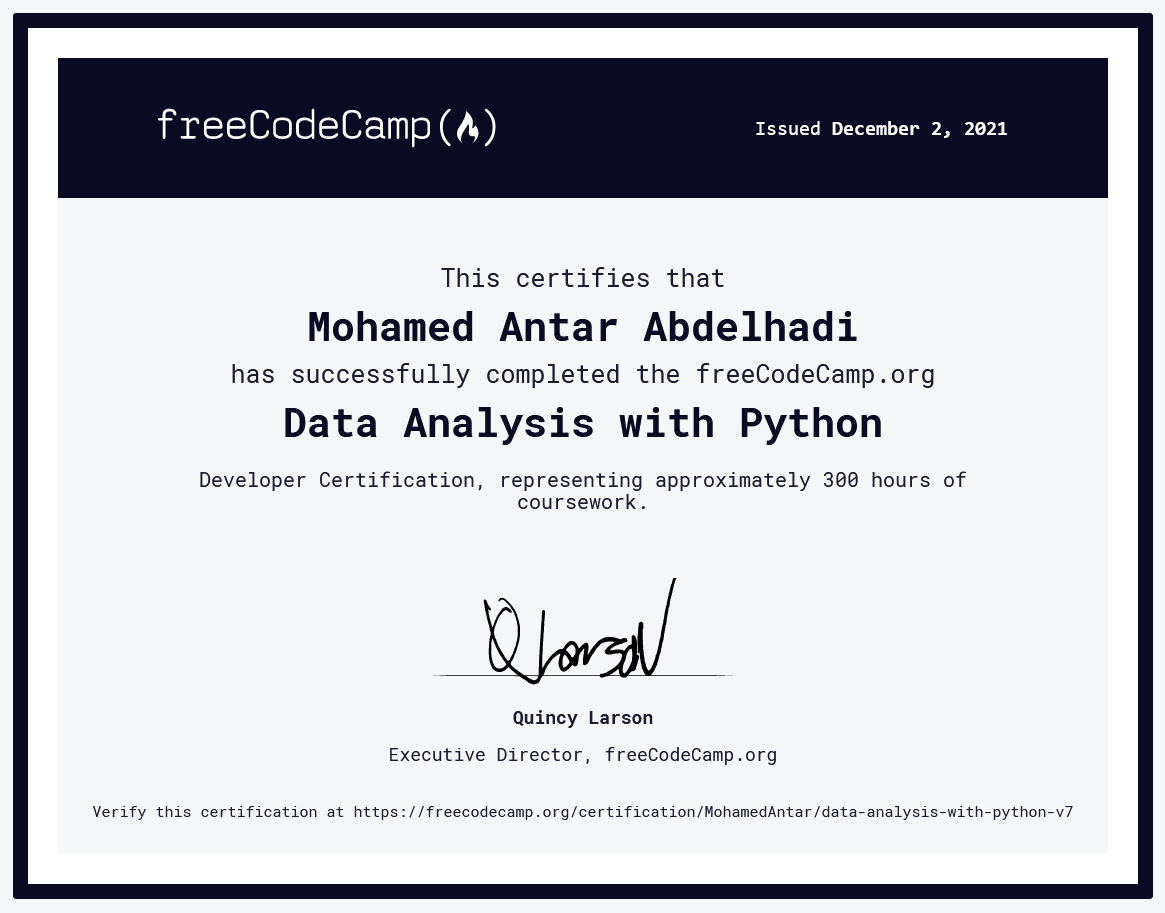 freeCodeCamp
Issued December 2, 2021
This certifies that
Mohamed Antar Abdelhadi
has successfully completed the freeCodeCamp.org
Data Analysis with Python
Developer Certification, representing approximately 300 hours of
coursework.
Q Larson
Quincy Larson
Executive Director, freeCodeCamp.org
Verify this certification at https://freecodecamp.org/certification/MohamedAntar/data-analysis-with-python-v7